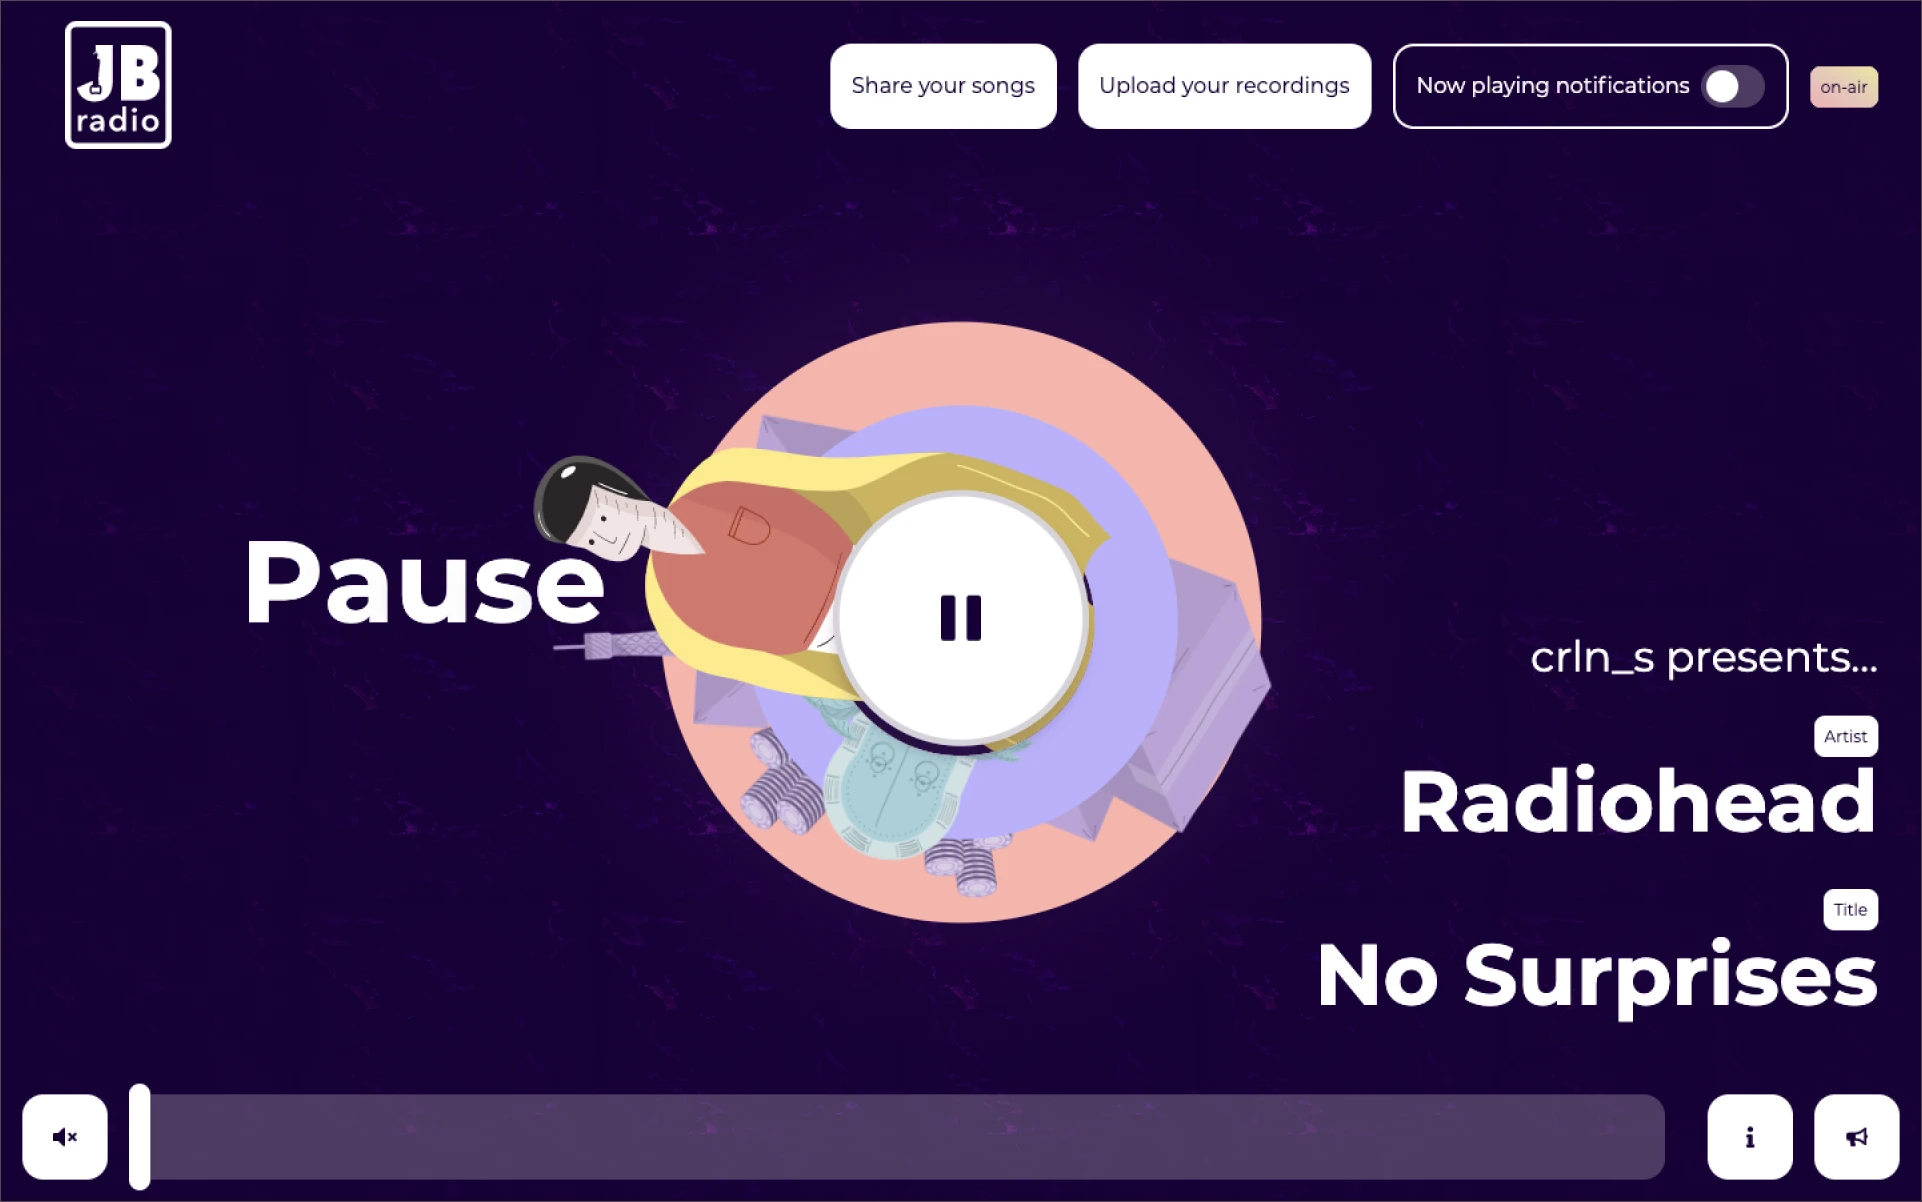 JB
radio
Share your songs
Upload your recordings
Now playing notifications
on-air
Pause
crln_s presents...
Artist
Radiohead
Title
No Surprises